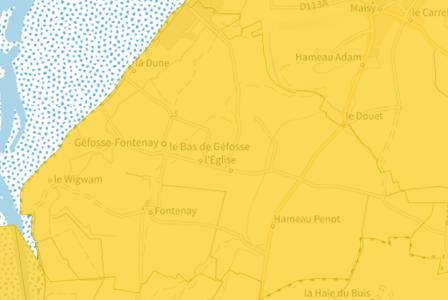 D113A
Maisy
le Carrel
la Dune
Hameau Adam
le Douet
Géfosse-Fontenay
le Bas de Géfosse
l'Église
le Wigwam
Fontenay
Hameau Penot
la Haie du Buis